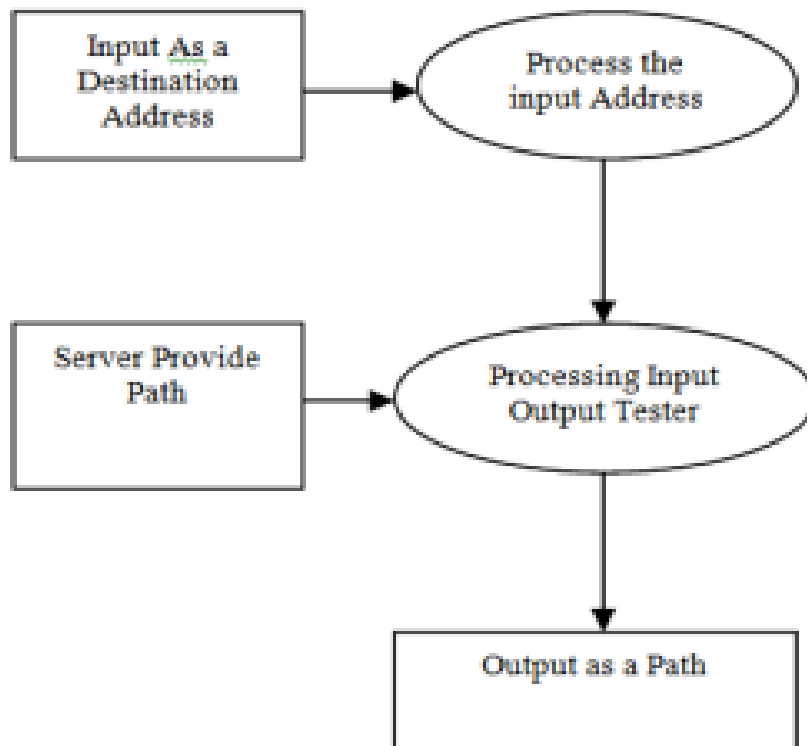 Input As a
Destination
Address
Process the
input Address
Server Provide
Path
Processing Input
Output Tester
Output as a Path